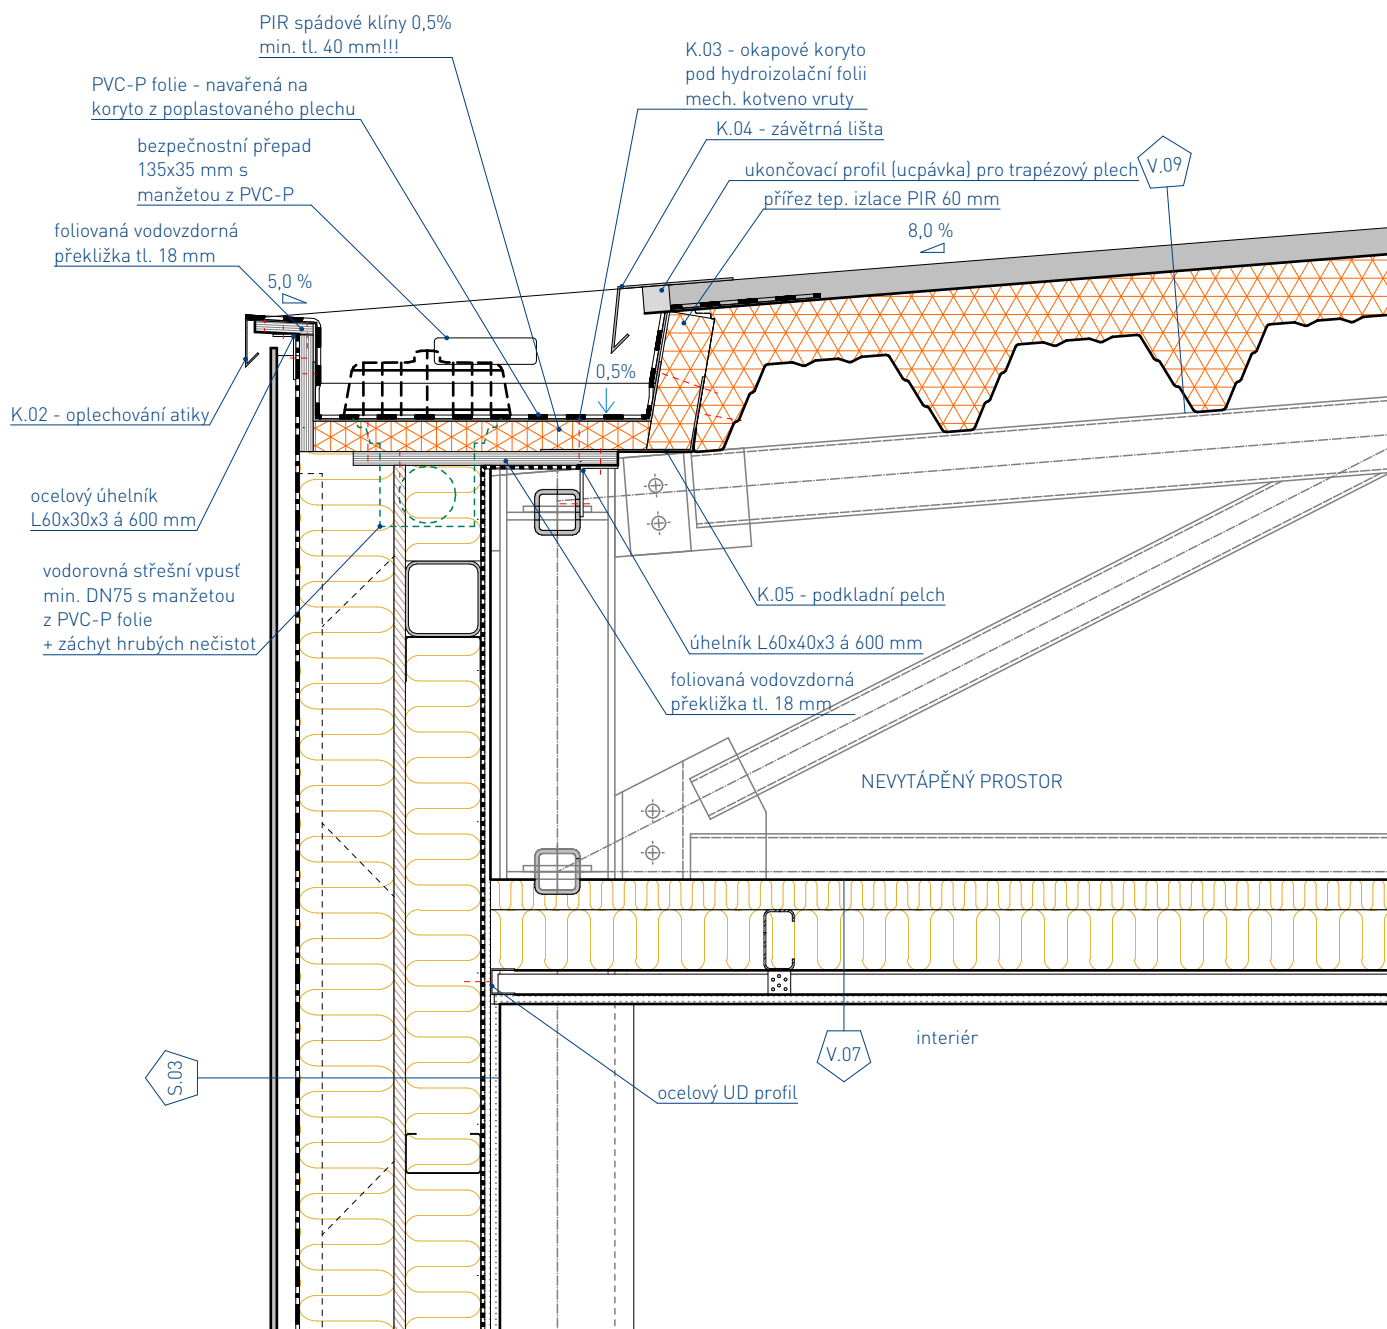 PIR spádové klíny 0,5%
min. tl. 40 mm!!!
K.03 - okapové koryto
pod hydroizolační folii
mech. kotveno vruty
PVC-P folie - navařená na
koryto z poplastovaného plechu
K.04 - závětrná lišta
bezpečnostní přepad
135x35 mm s
manžetou z PVC-P
ukončovací profil (ucpávka) pro trapézový plech
V.09
přířez tep. izlace PIR 60 mm
foliovaná vodovzdorná
překližka tl. 18 mm
8,0 %
5,0 %
0,5%
K.02 - oplechování atiky
ocelový úhelník
L60x30x3 á 600 mm
vodorovná střešní vpusť
min. DN75 s manžetou
z PVC-P folie
+ záchyt hrubých nečistot
K.05 - podkladní pelch
úhelník L60x40x3 á 600 mm
foliovaná vodovzdorná
překližka tl. 18 mm
NEVYTÁPĚNÝ PROSTOR
interiér
V.07
S.03
ocelový UD profil